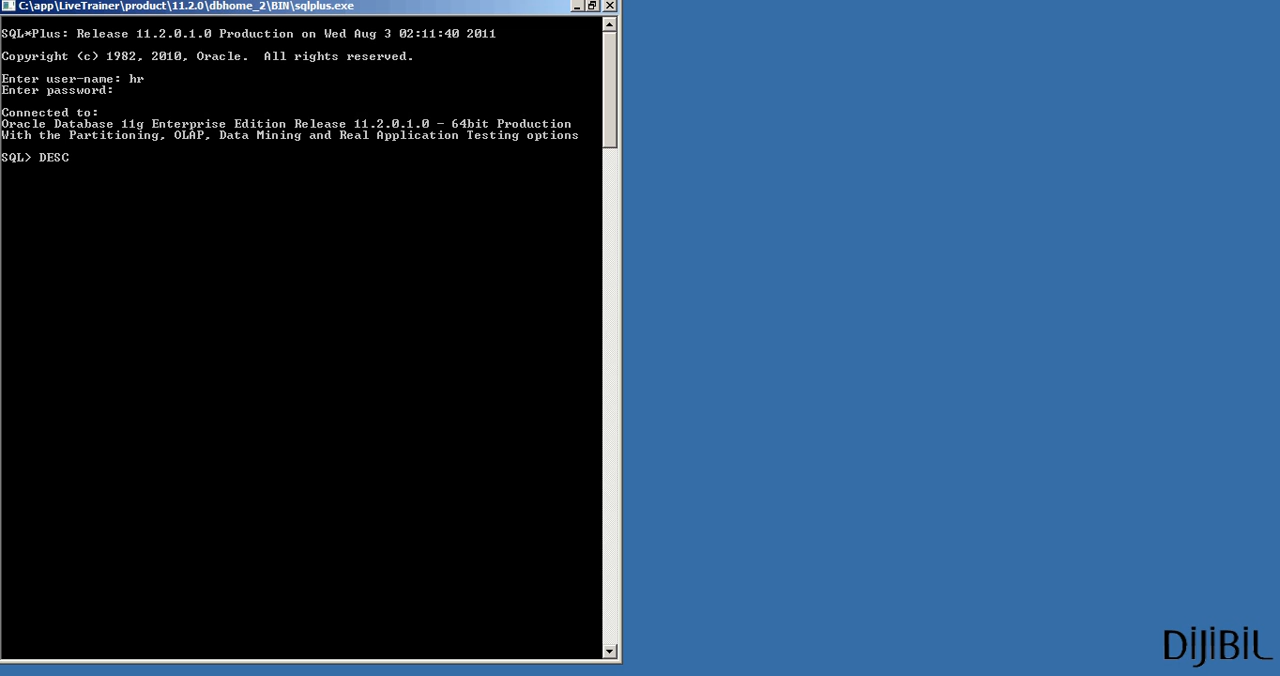 C:\app\LiveTrainer\product\11.2.0\dbhome_2\BIN\sqlplus.exe
SQL*Plus: Release 11.2.0.1.0 Production on Wed Aug 3 02:11:40 2011
Copyright (c) 1982, 2010, Oracle.  All rights reserved.
Enter user-name: hr
Enter password:
Connected to:
Oracle Database 11g Enterprise Edition Release 11.2.0.1.0 - 64bit Production
With the Partitioning, OLAP, Data Mining and Real Application Testing options
SQL> DESC
DiJiBiL